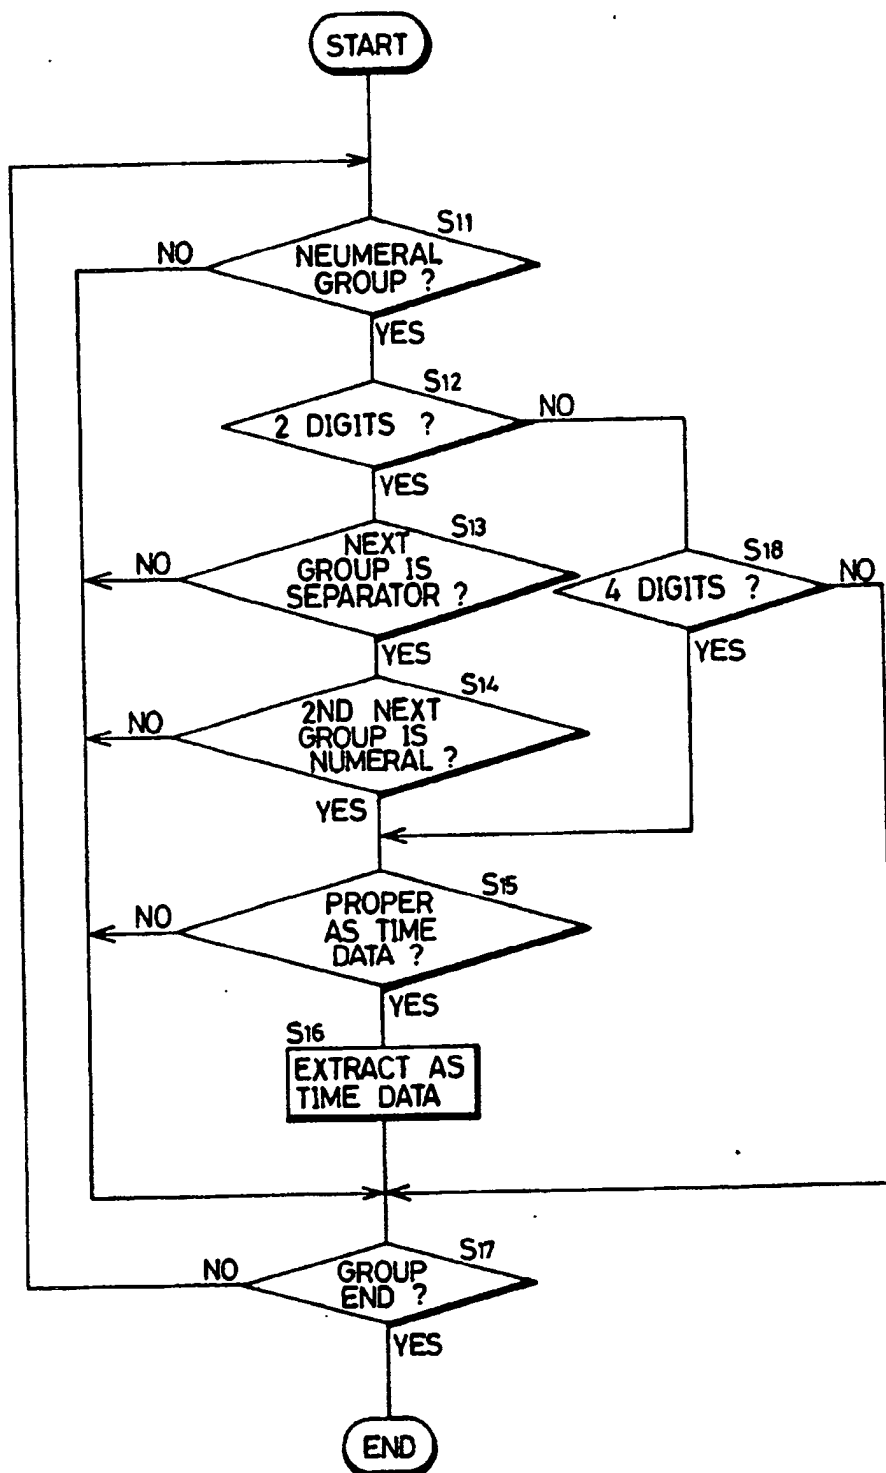 START
S11
NO
NEUMERAL
GROUP ?
YES
S12
2 DIGITS ?
NO
YES
S13
NEXT
GROUP IS
SEPARATOR ?
NO
YES
S18
4 DIGITS ?
NO
YES
S14
2ND NEXT
GROUP IS
NUMERAL ?
NO
YES
S15
PROPER
AS TIME
DATA ?
NO
YES
S16
EXTRACT AS
TIME DATA
S17
GROUP
END ?
NO
YES
END